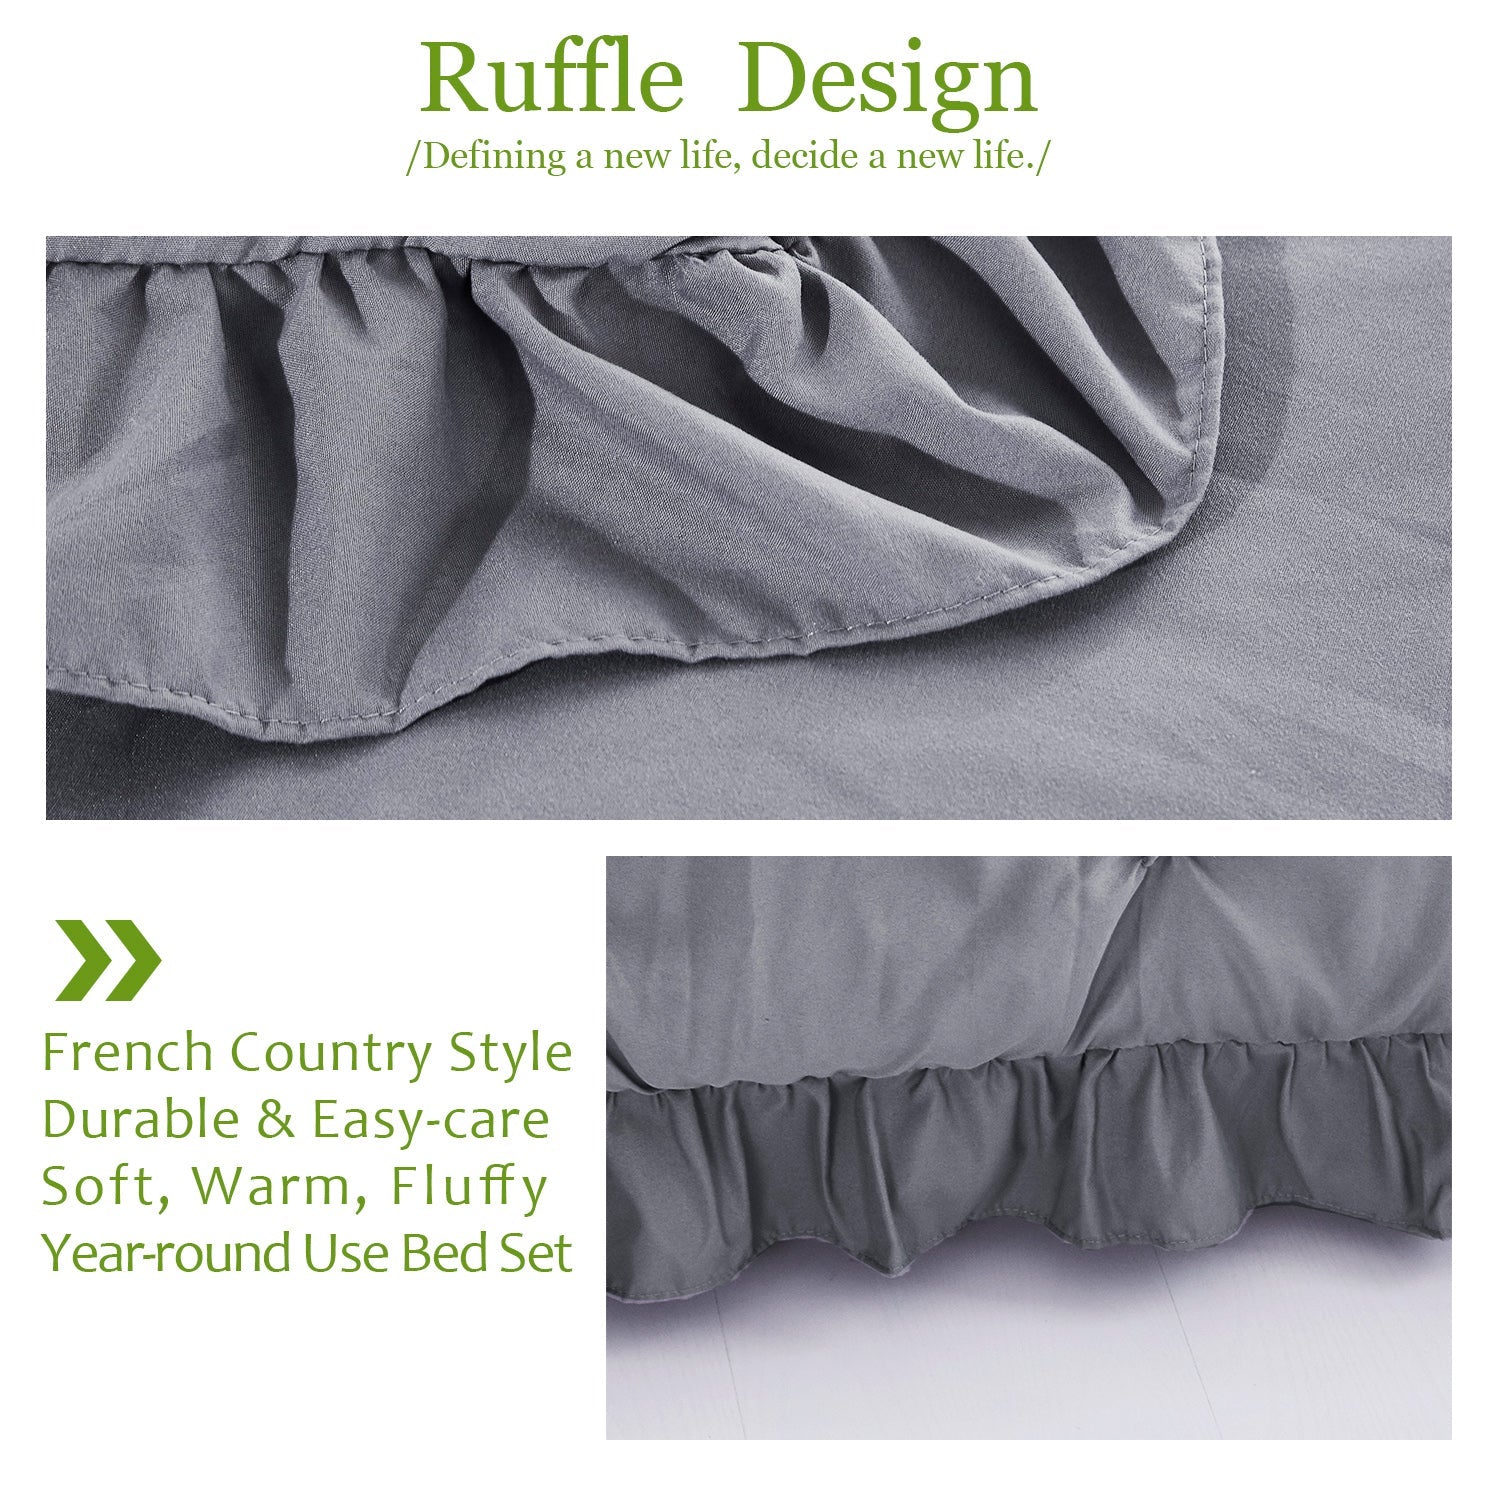 Ruffle Design
/Defining a new life, decide a new life./
French Country Style
Durable & Easy-care
Soft, Warm, Fluffy
Year-round Use Bed Set